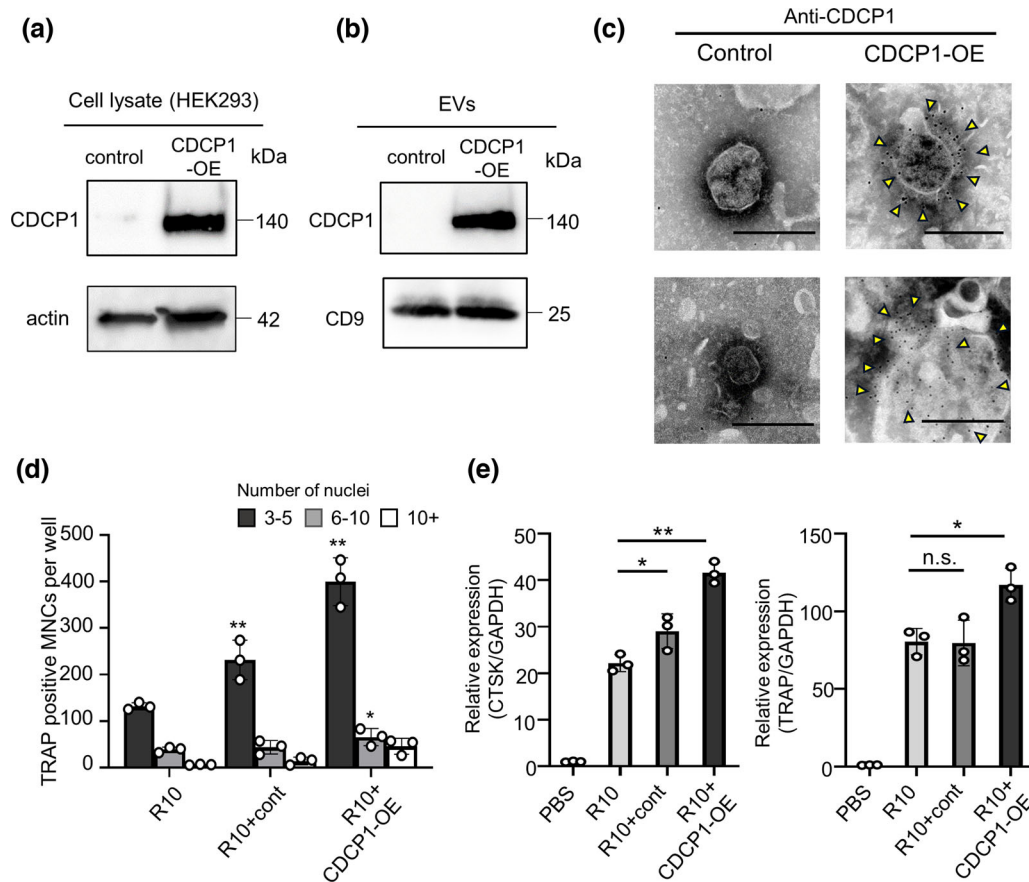 (a)
Cell lysate (HEK293)
control
CDCP1
-OE
kDa
CDCP1
140
actin
42
(b)
EVs
control
CDCP1
-OE
kDa
CDCP1
140
CD9
25
(c)
Anti-CDCP1
Control
CDCP1-OE
(d)
Number of nuclei
3-5
6-10
10+
TRAP positive MNCs per well
500
400
300
200
100
0
**
**
*
R10
R10+cont
R10+
CDCP1-OE
(e)
Relative expression
(CTSK/GAPDH)
50
40
30
20
10
0
**
*
PBS
R10
R10+cont
R10+
CDCP1-OE
Relative expression
(TRAP/GAPDH)
150
100
50
0
*
n.s.
PBS
R10
R10+cont
R10+
CDCP1-OE